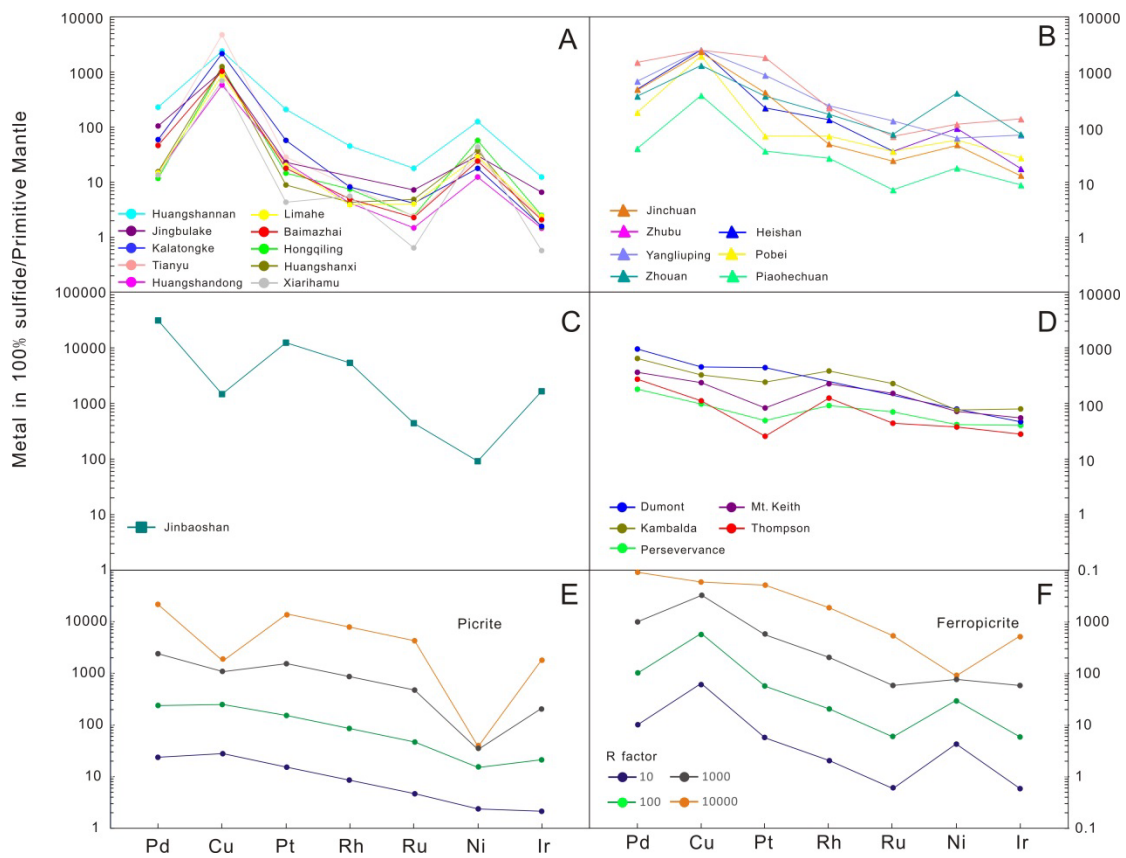 Metal in 100% sulfide/Primitive Mantle
10000
1000
100
10
1
A
Huangshannan
Jingbulake
Kalatongke
Tianyu
Huangshandong
Limahe
Baimazhai
Hongqiling
Huangshanxi
Xiarihamu
B
10000
1000
100
10
1
Jinchuan
Zhubu
Yangliuping
Zhouan
Heishan
Pobei
Piaohechuan
100000
10000
1000
100
10
1
C
Jinbaoshan
D
10000
1000
100
10
1
0.1
Dumont
Kambalda
Persevervance
Mt. Keith
Thompson
10000
1000
100
10
1
E
Picrite
F
Ferropicrite
10000
1000
100
10
1
0.1
R factor
10
100
1000
10000
Pd Cu Pt Rh Ru Ni Ir
Pd Cu Pt Rh Ru Ni Ir